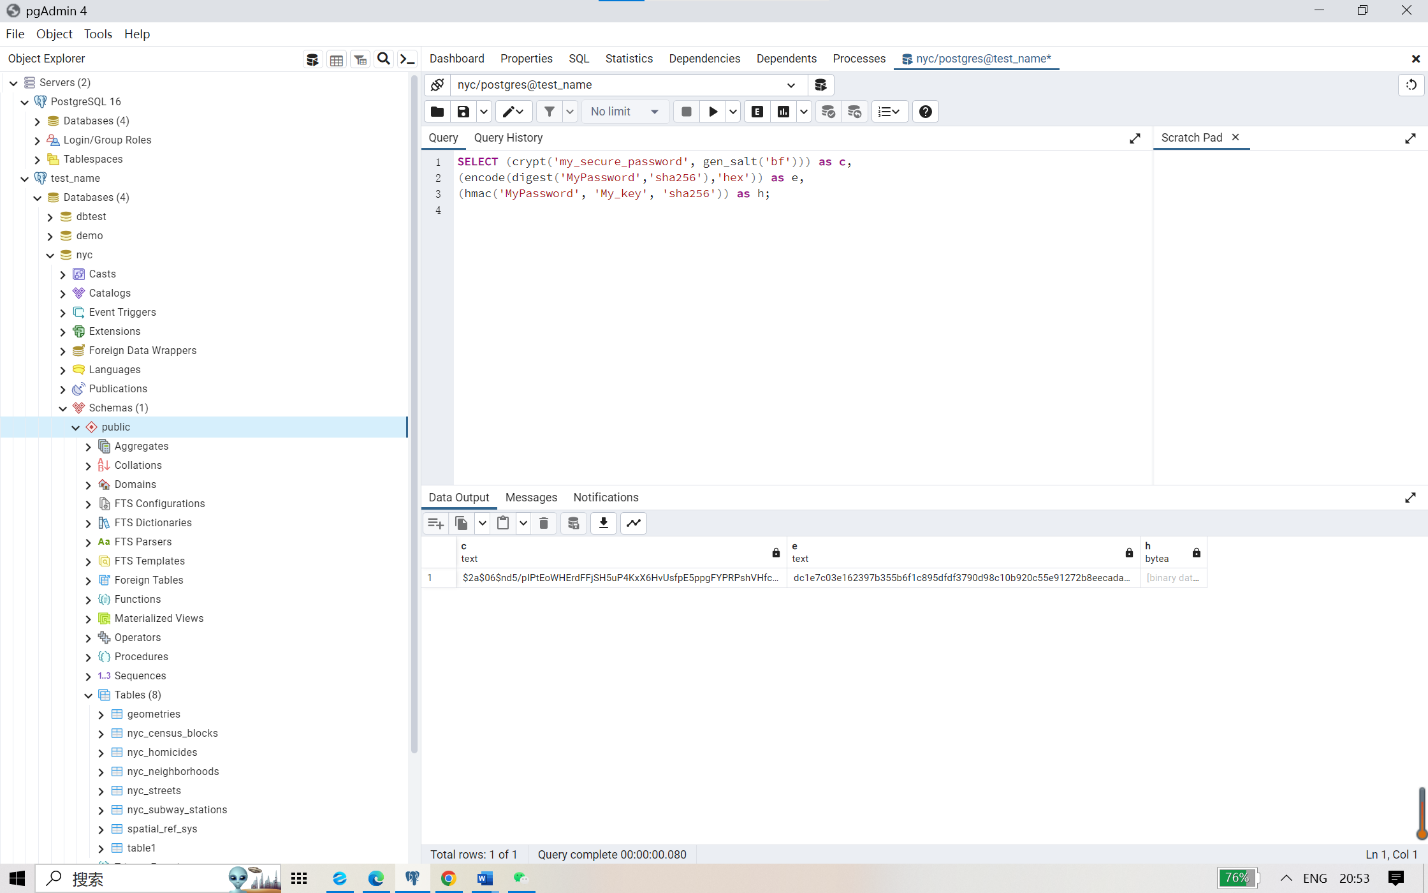 pgAdmin 4
File Object Tools Help
Object Explorer
Dashboard Properties SQL Statistics Dependencies Dependents Processes nyc/postgres@test_name*
Servers (2)
PostgreSQL 16
Databases (4)
Login/Group Roles
Tablespaces
test_name
Databases (4)
dbtest
demo
nyc
Casts
Catalogs
Event Triggers
Extensions
Foreign Data Wrappers
Languages
Publications
Schemas (1)
public
Aggregates
Collations
Domains
FTS Configurations
FTS Dictionaries
Aa FTS Parsers
FTS Templates
Foreign Tables
Functions
Materialized Views
Operators
Procedures
1..3 Sequences
Tables (8)
geometries
nyc_census_blocks
nyc_homicides
nyc_neighborhoods
nyc_streets
nyc_subway_stations
spatial_ref_sys
table1
nyc/postgres@test_name
No limit
E
Query Query History
Scratch Pad
1 SELECT (crypt('my_secure_password', gen_salt('bf'))) as c,
2 (encode(digest('MyPassword','sha256'),'hex')) as e,
3 (hmac('MyPassword', 'My_key', 'sha256')) as h;
4
Data Output Messages Notifications
c
text
e
text
h
bytea
1 $2a$06$nd5/pIPtEoWHErdFFjSH5uP4KxX6HvUsfpE5ppgFYPRPshVHfc... dc1e7c03e162397b355b6f1c895dfdf3790d98c10b920c55e91272b8eecada... [binary dat...
Total rows: 1 of 1 Query complete 00:00:00.080 Ln 1, Col 1
搜索
76% ENG 20:53